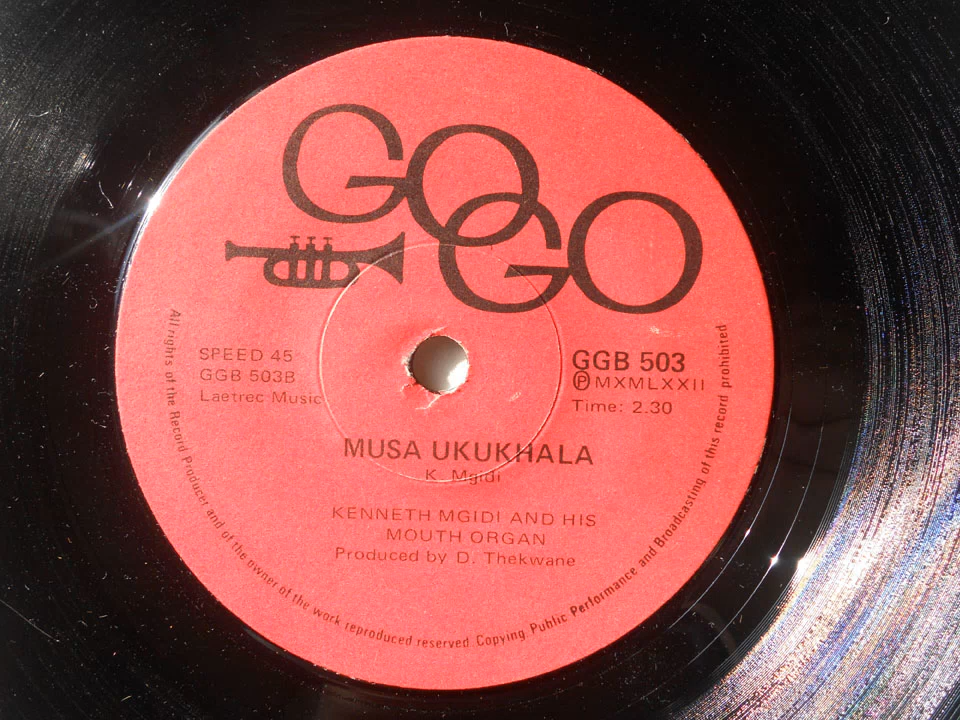 GOGO
SPEED 45
GGB 503B
Laetrec Music
GGB 503
Ⓟ MXMLXXII
Time: 2.30
MUSA UKUKHALA
K. Mgidi
KENNETH MGIDI AND HIS
MOUTH ORGAN
Produced by D. Thekwane
All rights of the Record Producer and of the owner of the work reproduced reserved. Copying, Public Performance and Broadcasting of this record prohibited